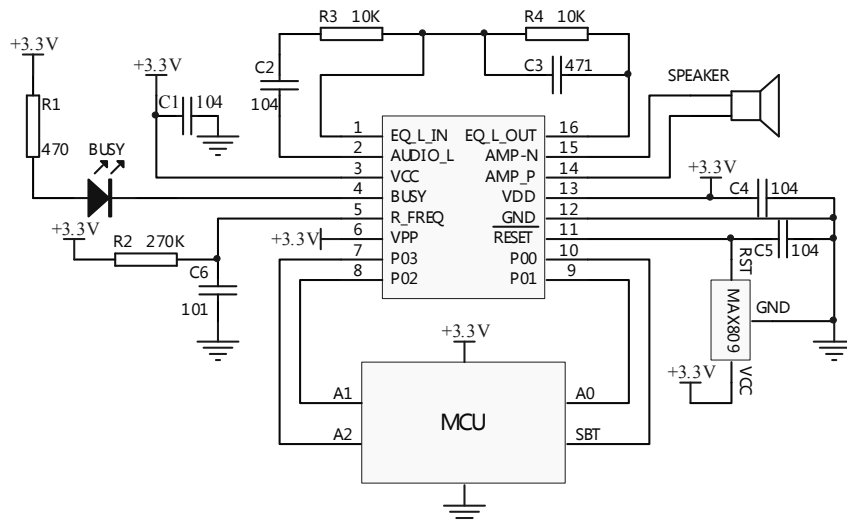 R3 10K
R4 10K
+3.3V
+3.3V
C2
104
C3 471
SPEAKER
R1
470
C1 104
BUSY
1 EQ_L_IN EQ_L_OUT 16
2 AUDIO_L AMP-N 15
3 VCC AMP_P 14
4 BUSY VDD 13
5 R_FREQ GND 12
6 VPP RESET 11
7 P03 P00 10
8 P02 P01 9
+3.3V
C4 104
C5 104
+3.3V
R2 270K
+3.3V
C6
101
RST
MAX809
GND
VCC
+3.3V
+3.3V
A1 A0
MCU
A2 SBT